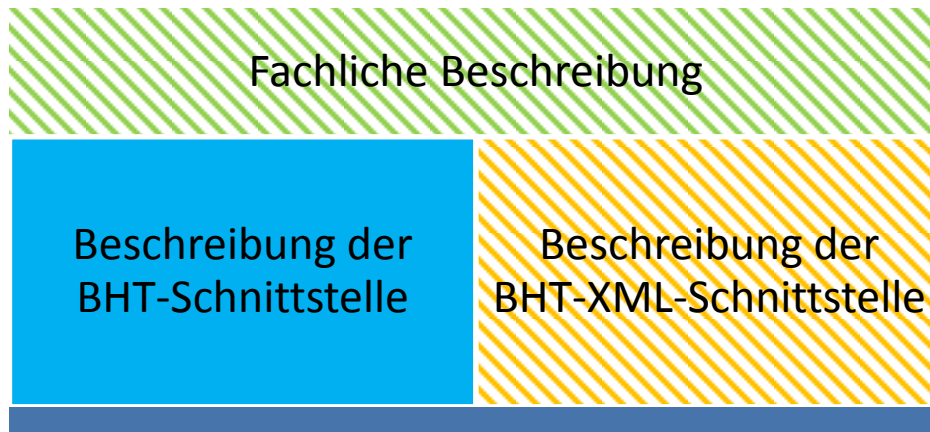 Fachliche Beschreibung
Beschreibung der
BHT-Schnittstelle
Beschreibung der
BHT-XML-Schnittstelle